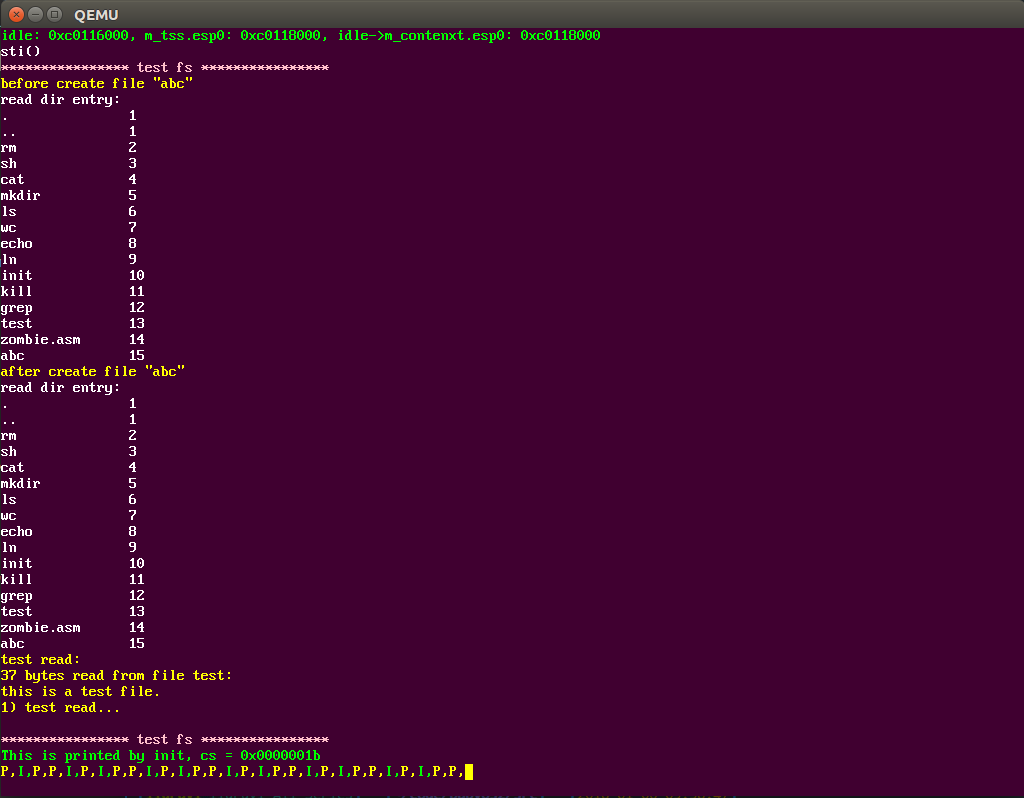 QEMU
idle: 0xc0116000, m_tss.esp0: 0xc0118000, idle->m_contenxt.esp0: 0xc0118000
sti()
**************** test fs ****************
before create file "abc"
read dir entry:
. 1
.. 1
rm 2
sh 3
cat 4
mkdir 5
ls 6
wc 7
echo 8
ln 9
init 10
kill 11
grep 12
test 13
zombie.asm 14
abc 15
after create file "abc"
read dir entry:
. 1
.. 1
rm 2
sh 3
cat 4
mkdir 5
ls 6
wc 7
echo 8
ln 9
init 10
kill 11
grep 12
test 13
zombie.asm 14
abc 15
test read:
37 bytes read from file test:
this is a test file.
1) test read...
**************** test fs ****************
This is printed by init, cs = 0x0000001b
P,I,P,P,I,P,I,P,P,I,P,I,P,P,I,P,I,P,P,I,P,I,P,P,I,P,I,P,P,